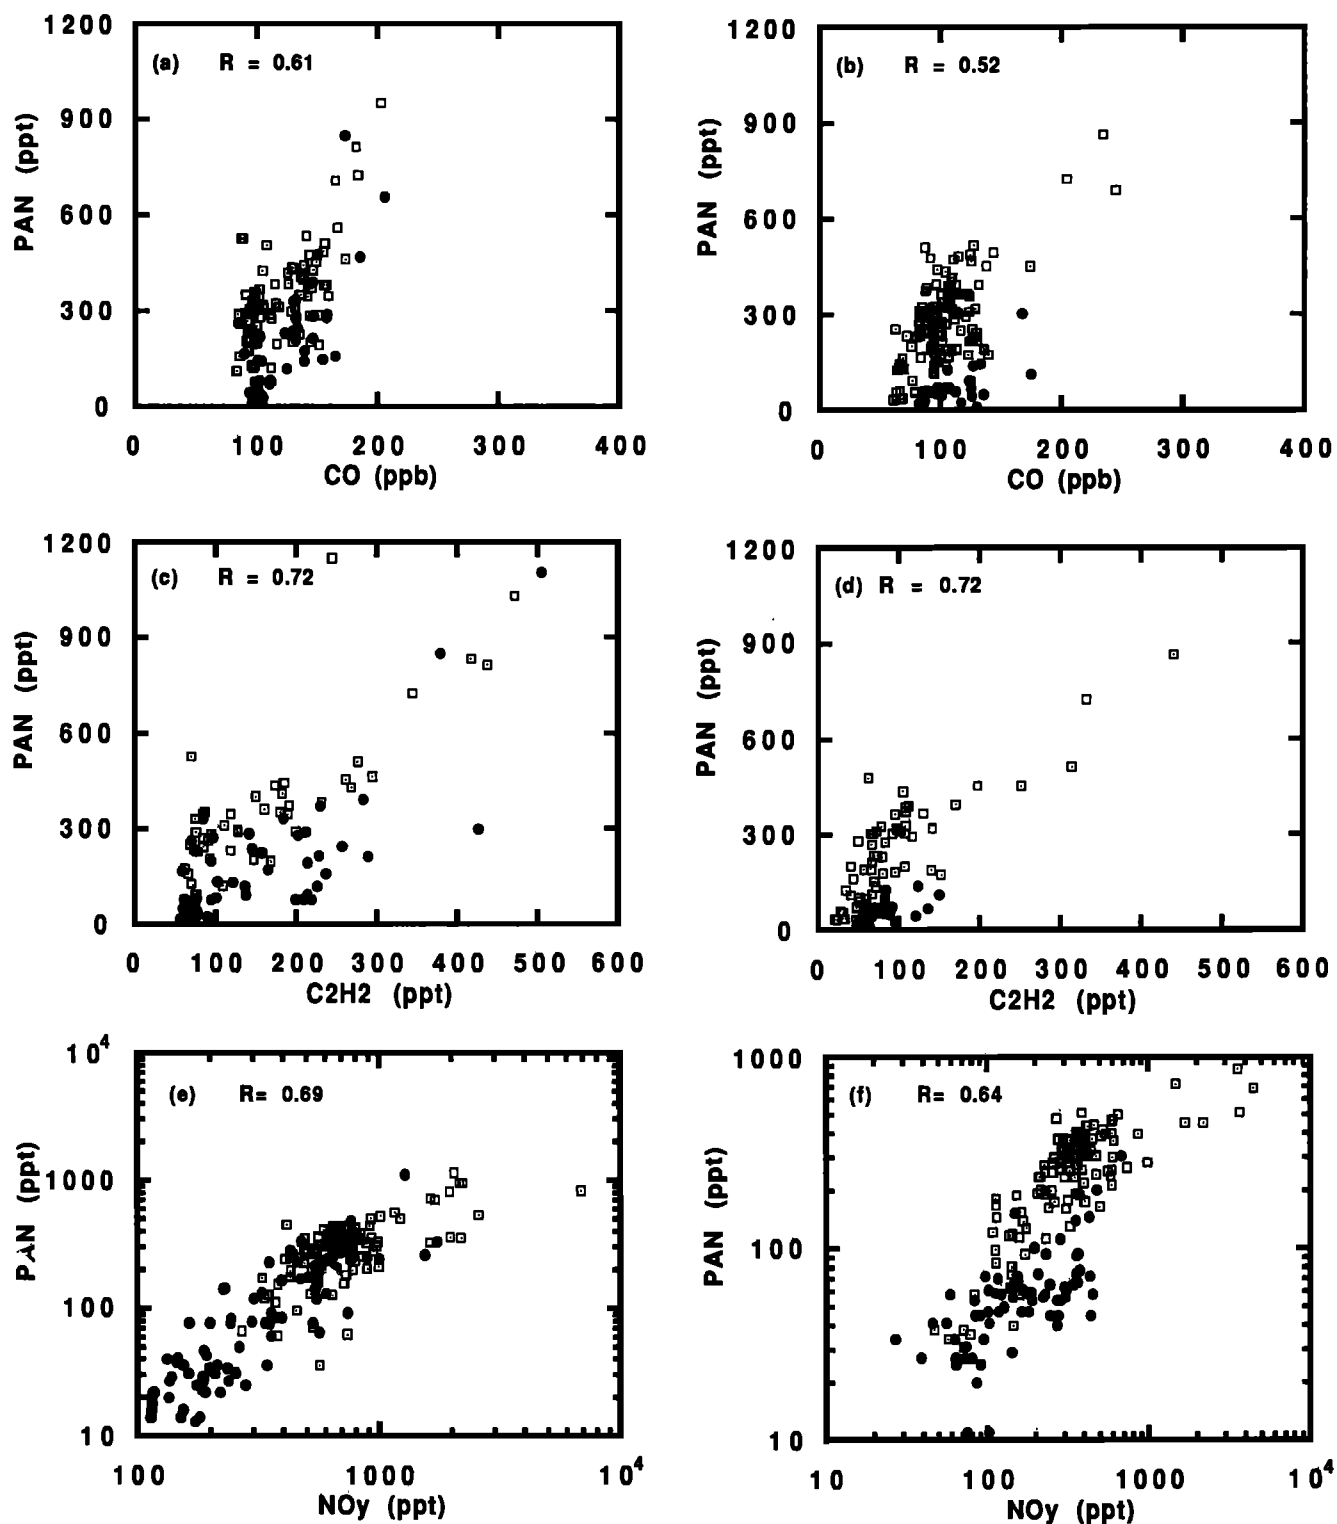 1200
(a) R = 0.61
900
600
300
0
PAN (ppt)
0 100 200 300 400
CO (ppb)
1200
(b) R = 0.52
900
600
300
0
PAN (ppt)
0 100 200 300 400
CO (ppb)
1200
(c) R = 0.72
900
600
300
0
PAN (ppt)
0 100 200 300 400 500 600
C2H2 (ppt)
1200
(d) R = 0.72
900
600
300
0
PAN (ppt)
0 100 200 300 400 500 600
C2H2 (ppt)
10^4
(e) R= 0.69
1000
100
10
PAN (ppt)
100 1000 10^4
NOy (ppt)
1000
(f) R= 0.64
100
10
PAN (ppt)
10 100 1000 10^4
NOy (ppt)